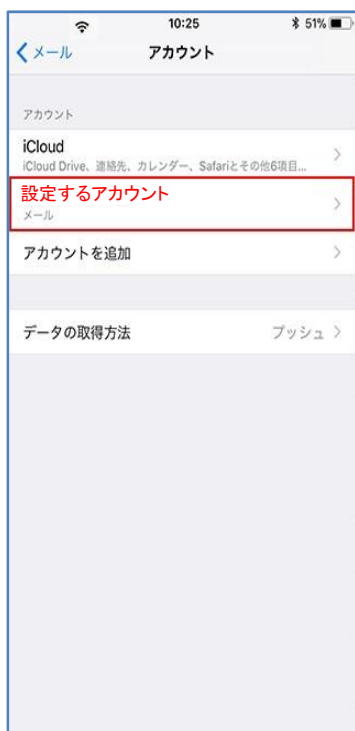 10:25
51%
メール
アカウント
アカウント
iCloud
iCloud Drive、連絡先、カレンダー、Safariとその他6項目...
設定するアカウント
メール
アカウントを追加
データの取得方法 プッシュ